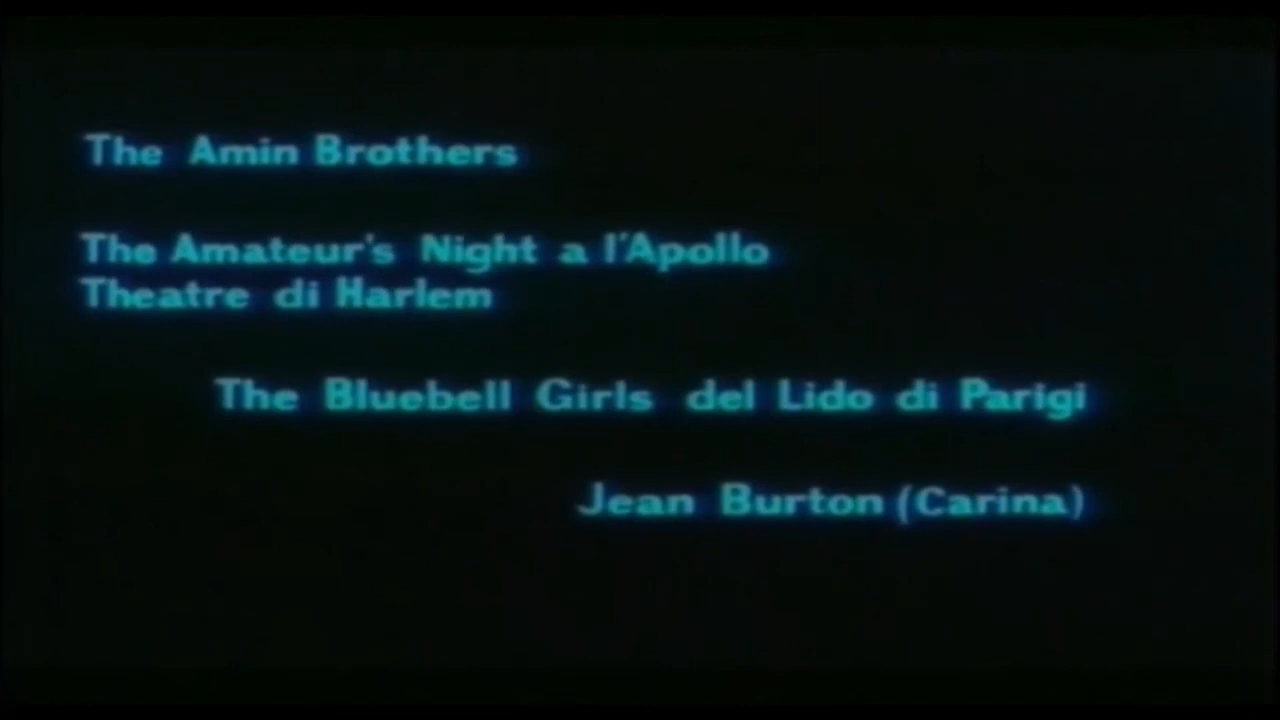 The Amin Brothers
The Amateur's Night a l'Apollo
Theatre di Harlem
The Bluebell Girls del Lido di Parigi
Jean Burton (Carina)